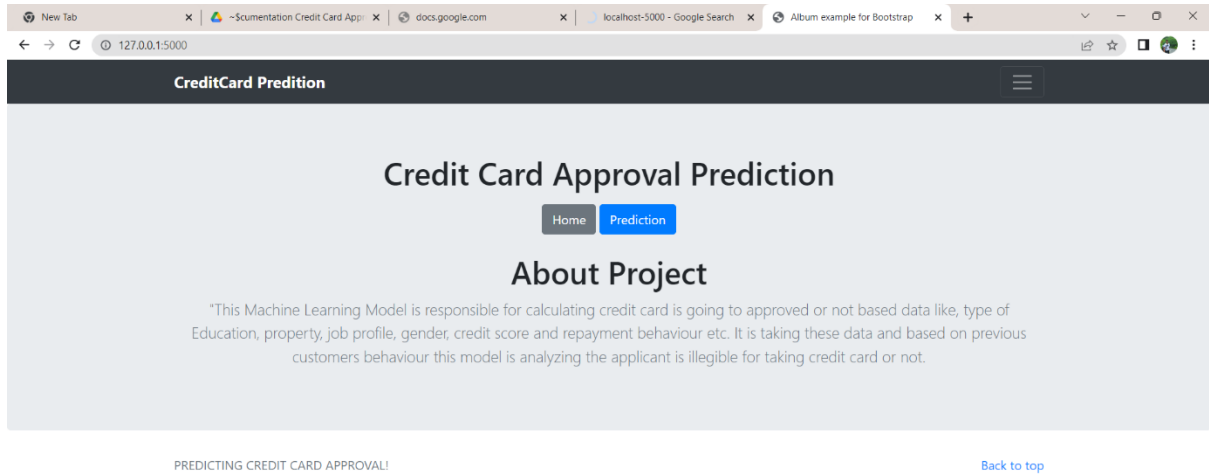 New Tab
~$cumentation Credit Card Appr
docs.google.com
localhost-5000 - Google Search
Album example for Bootstrap
127.0.0.1:5000
CreditCard Predition
Credit Card Approval Prediction
Home Prediction
About Project
"This Machine Learning Model is responsible for calculating credit card is going to approved or not based data like, type of
Education, property, job profile, gender, credit score and repayment behaviour etc. It is taking these data and based on previous
customers behaviour this model is analyzing the applicant is illegible for taking credit card or not.
PREDICTING CREDIT CARD APPROVAL!
Back to top